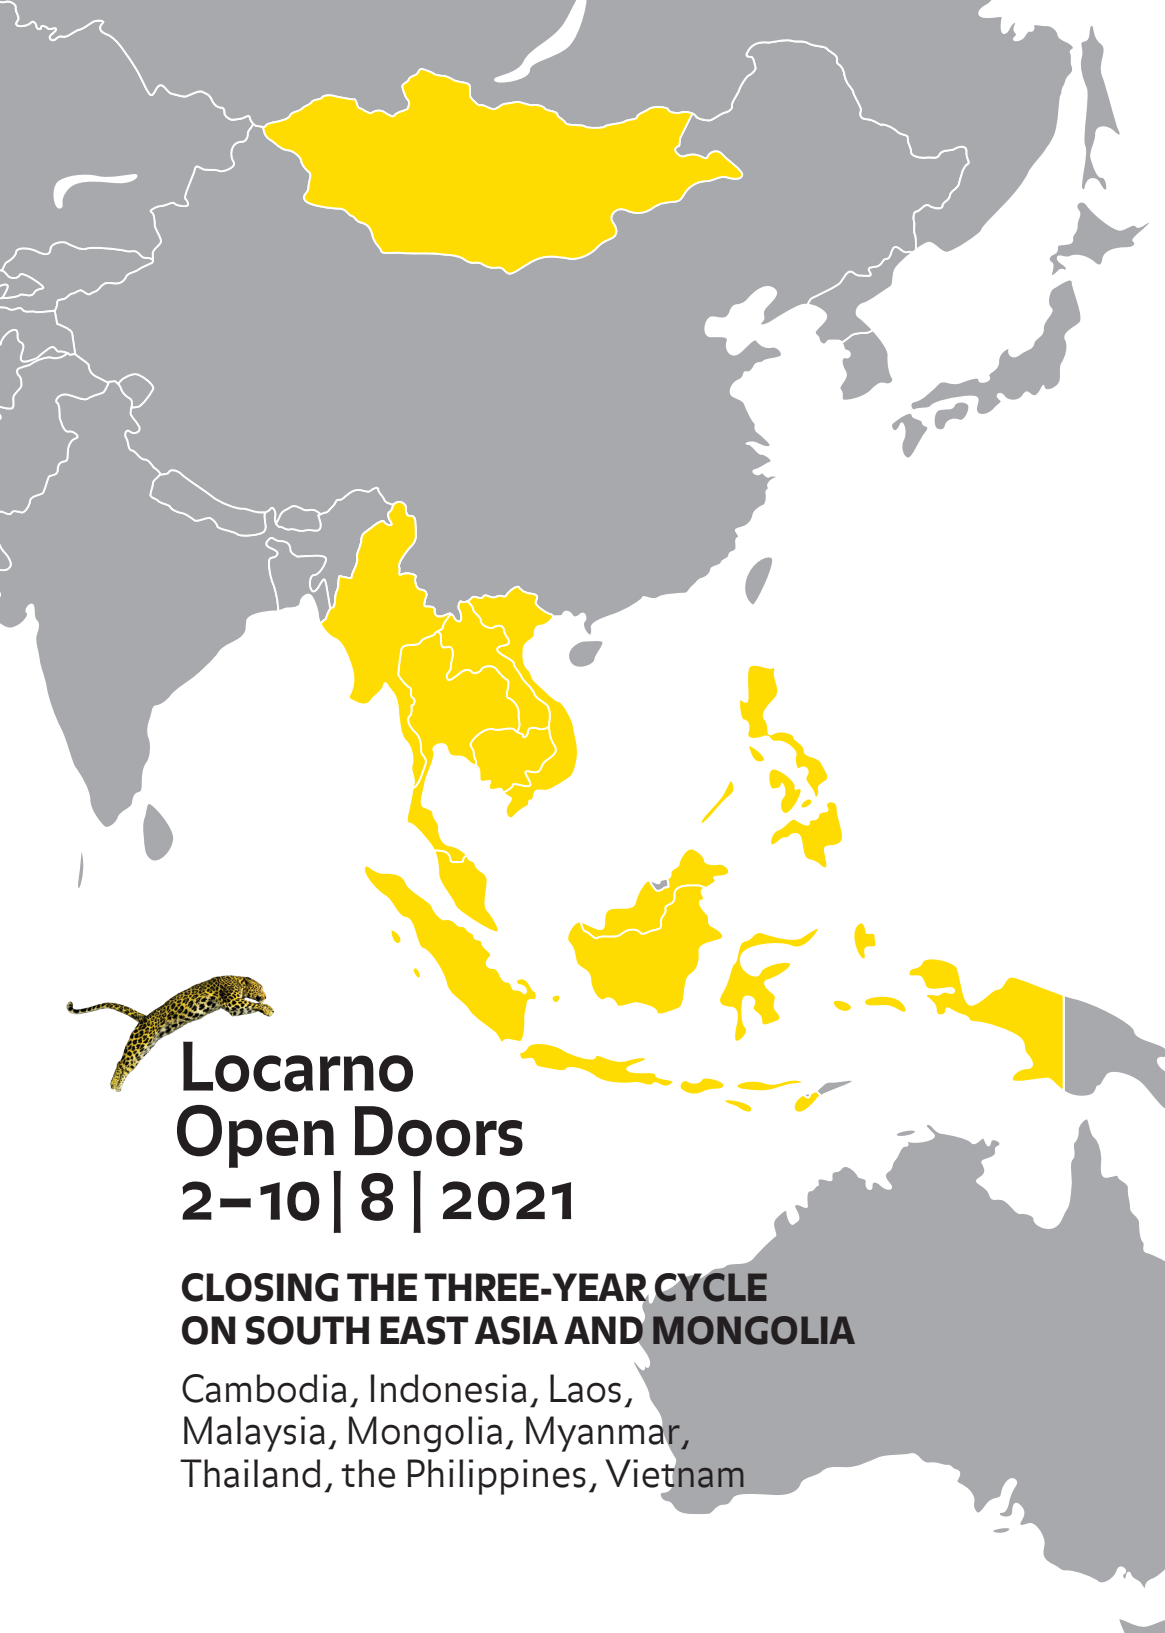 Locarno
Open Doors
2–10 | 8 | 2021
CLOSING THE THREE-YEAR CYCLE
ON SOUTH EAST ASIA AND MONGOLIA
Cambodia, Indonesia, Laos,
Malaysia, Mongolia, Myanmar,
Thailand, the Philippines, Vietnam